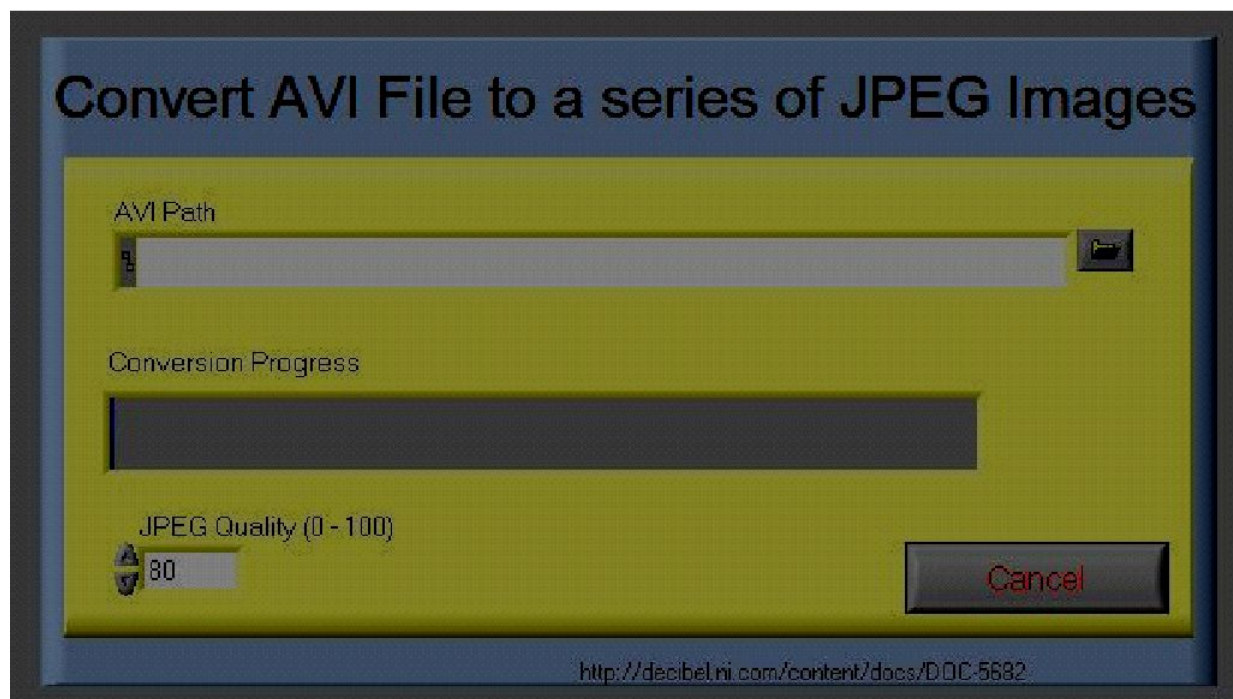 Convert AVI File to a series of JPEG Images
AVI Path
Conversion Progress
JPEG Quality (0 - 100)
80
Cancel
http://decibel.ni.com/content/docs/DOC-5682